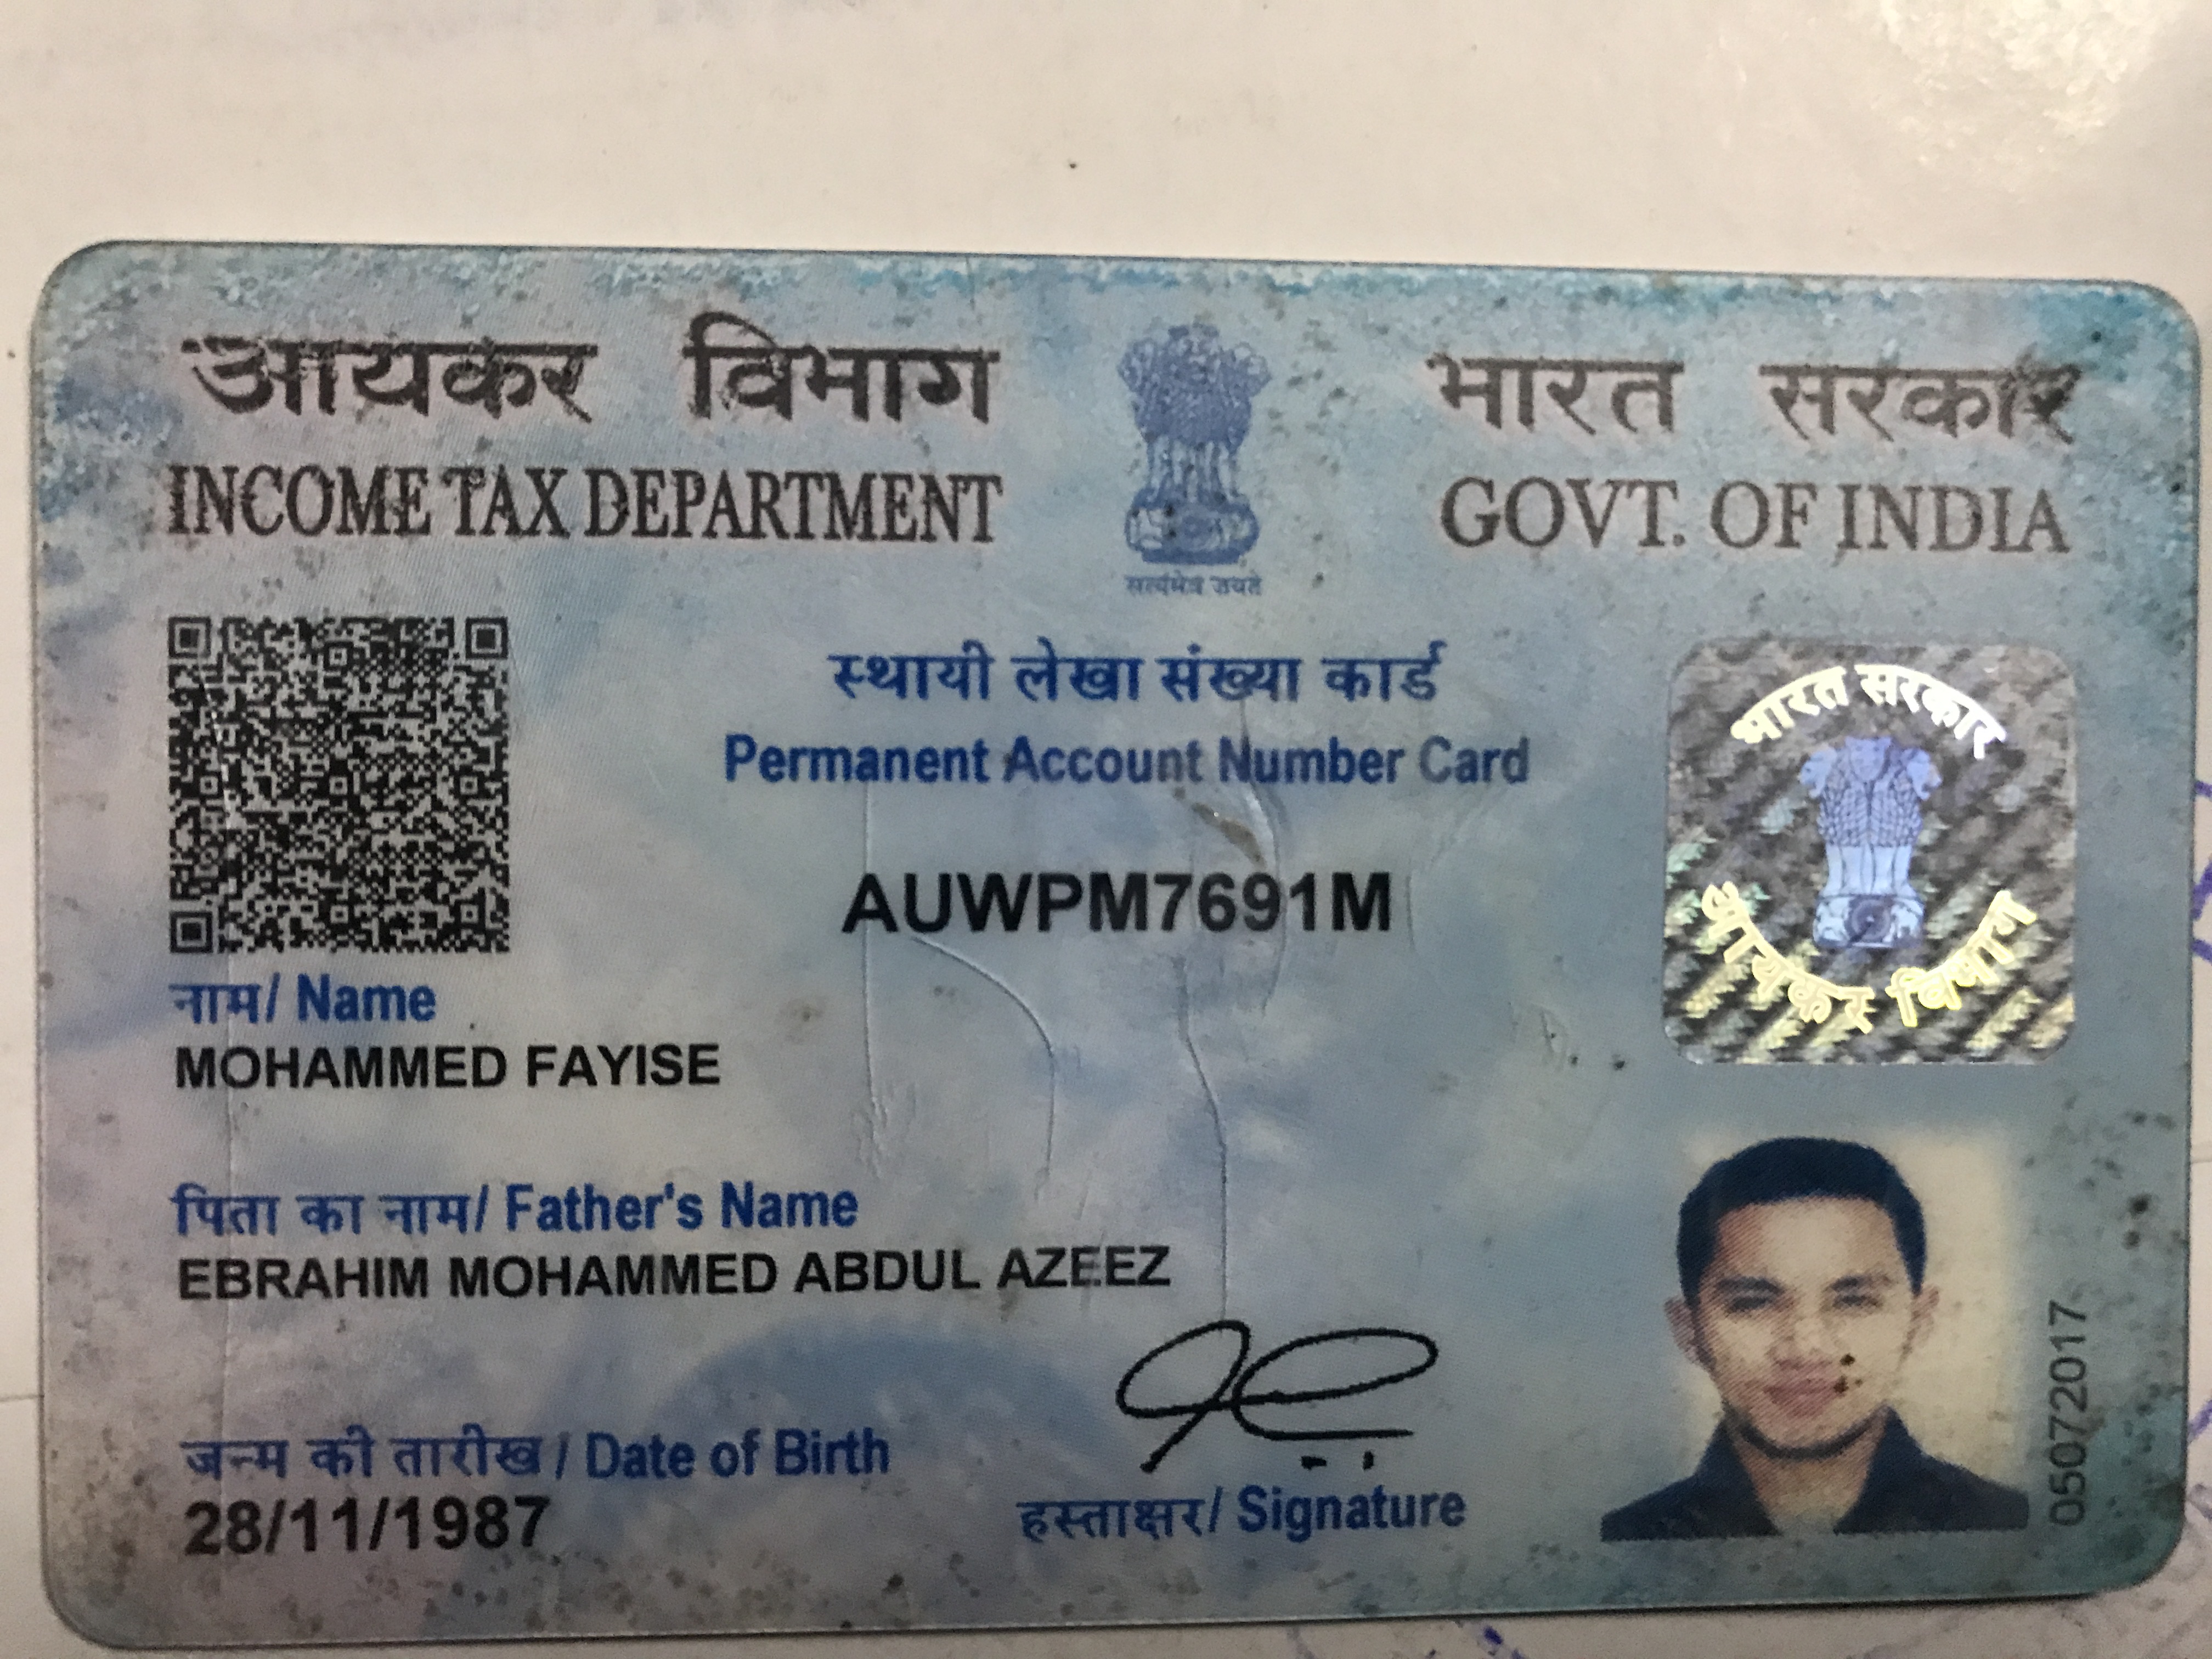 आयकर विभाग
INCOME TAX DEPARTMENT
सत्यमेव जयते
भारत सरकार
GOVT. OF INDIA
स्थायी लेखा संख्या कार्ड
Permanent Account Number Card
AUWPM7691M
भारत सरकार
आयकर विभाग
नाम/ Name
MOHAMMED FAYISE
पिता का नाम/ Father's Name
EBRAHIM MOHAMMED ABDUL AZEEZ
जन्म की तारीख/ Date of Birth
28/11/1987
हस्ताक्षर/ Signature
05072017